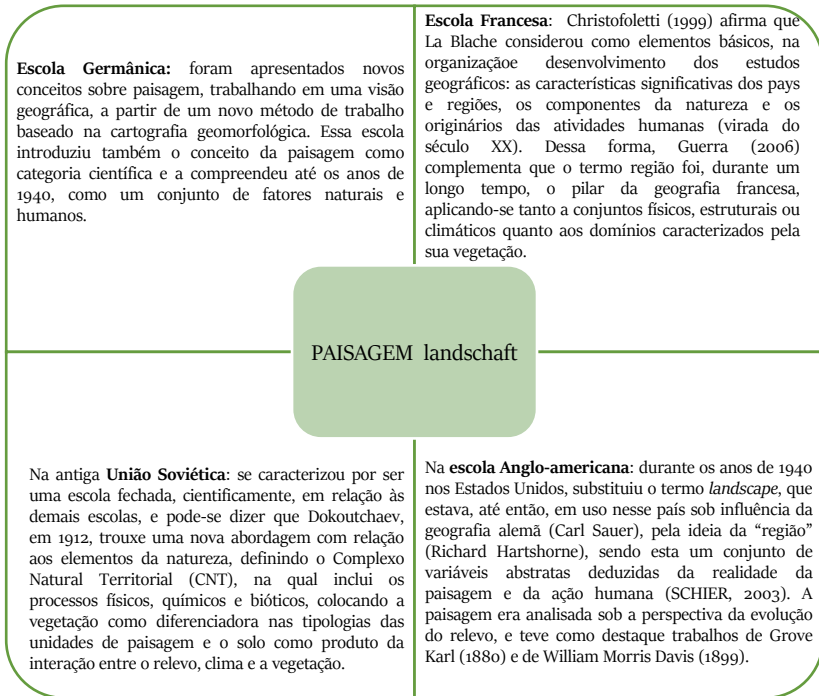 Escola Germânica: foram apresentados novos
conceitos sobre paisagem, trabalhando em uma visão
geográfica, a partir de um novo método de trabalho
baseado na cartografia geomorfológica. Essa escola
introduziu também o conceito da paisagem como
categoria científica e a compreendeu até os anos de
1940, como um conjunto de fatores naturais e
humanos.
Escola Francesa: Christofoletti (1999) afirma que
La Blache considerou como elementos básicos, na
organizaçãoe desenvolvimento dos estudos
geográficos: as características significativas dos pays
e regiões, os componentes da natureza e os
originários das atividades humanas (virada do
século XX). Dessa forma, Guerra (2006)
complementa que o termo região foi, durante um
longo tempo, o pilar da geografia francesa,
aplicando-se tanto a conjuntos físicos, estruturais ou
climáticos quanto aos domínios caracterizados pela
sua vegetação.
PAISAGEM landschaft
Na antiga União Soviética: se caracterizou por ser
uma escola fechada, cientificamente, em relação às
demais escolas, e pode-se dizer que Dokoutchaev,
em 1912, trouxe uma nova abordagem com relação
aos elementos da natureza, definindo o Complexo
Natural Territorial (CNT), na qual inclui os
processos físicos, químicos e bióticos, colocando a
vegetação como diferenciadora nas tipologias das
unidades de paisagem e o solo como produto da
interação entre o relevo, clima e a vegetação.
Na escola Anglo-americana: durante os anos de 1940
nos Estados Unidos, substituiu o termo landscape, que
estava, até então, em uso nesse país sob influência da
geografia alemã (Carl Sauer), pela ideia da “região”
(Richard Hartshorne), sendo esta um conjunto de
variáveis abstratas deduzidas da realidade da
paisagem e da ação humana (SCHIER, 2003). A
paisagem era analisada sob a perspectiva da evolução
do relevo, e teve como destaque trabalhos de Grove
Karl (1880) e de William Morris Davis (1899).